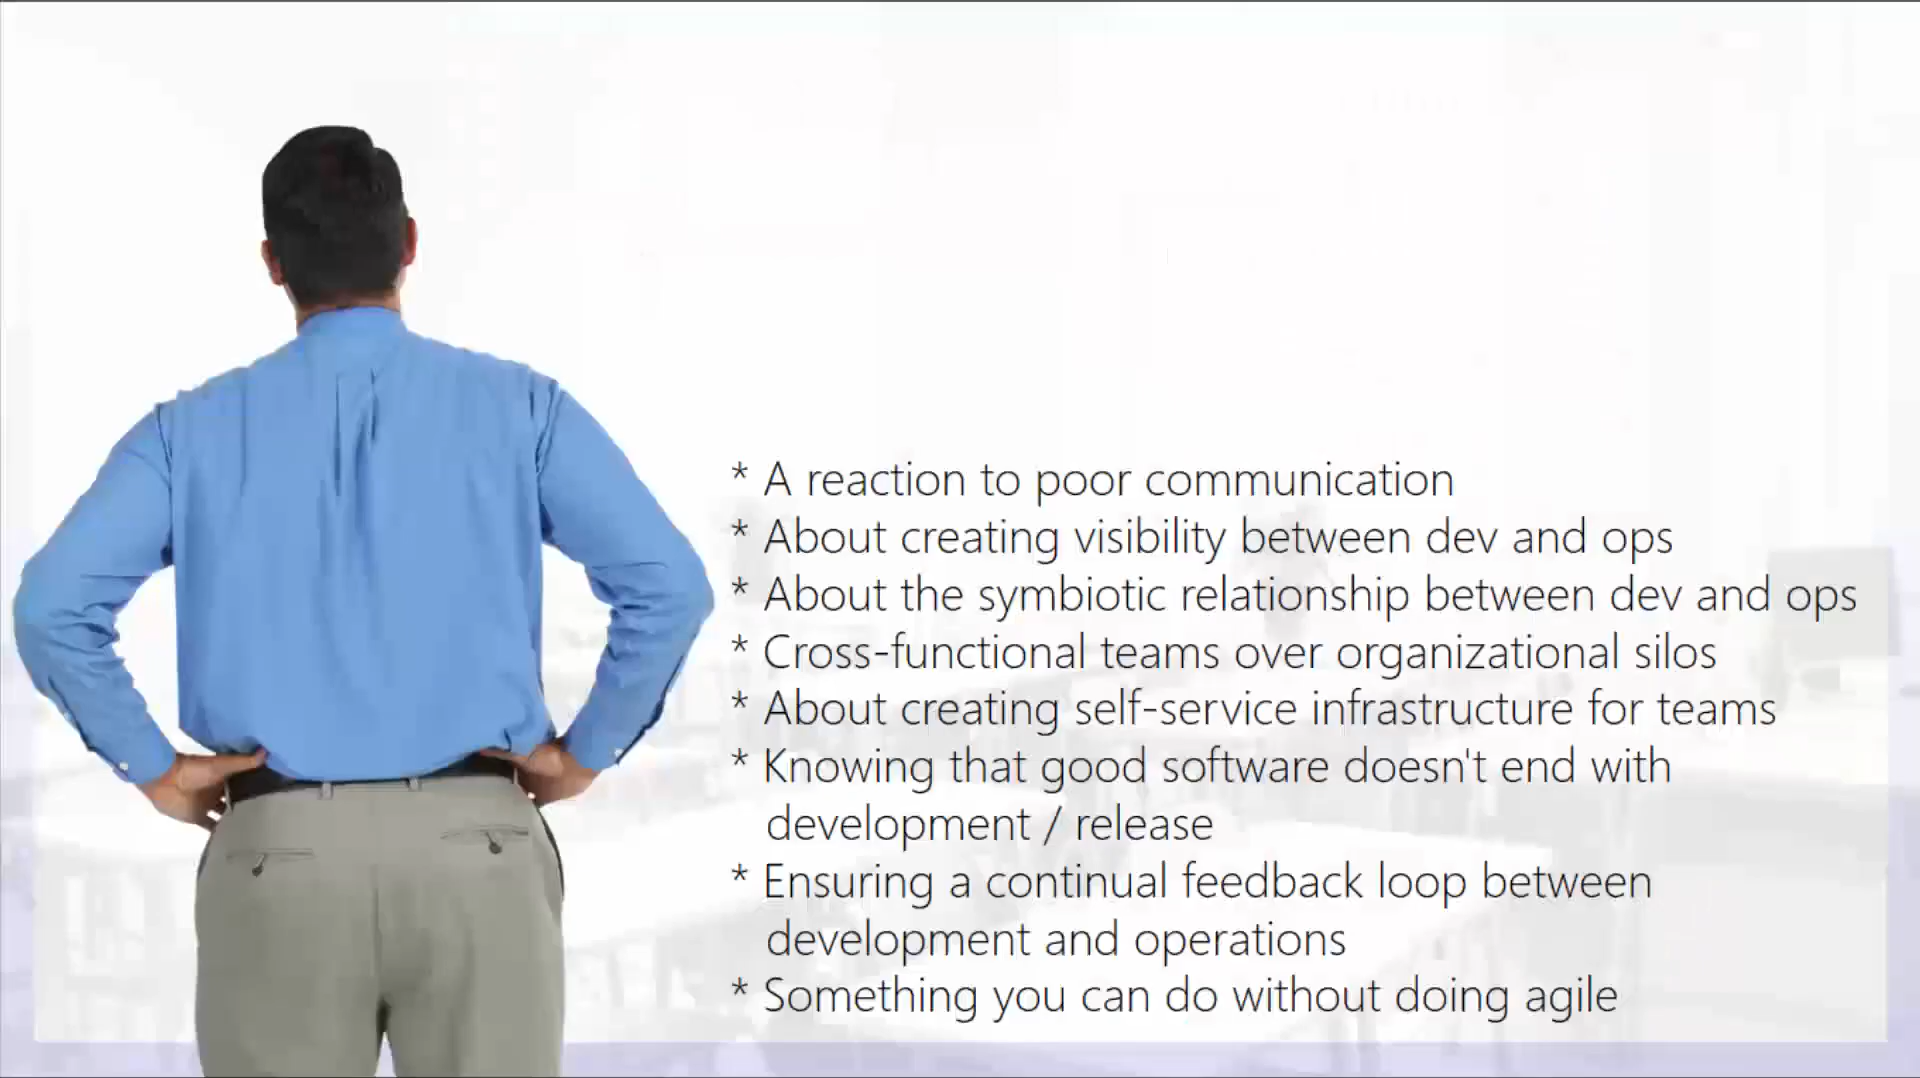 * A reaction to poor communication
* About creating visibility between dev and ops
* About the symbiotic relationship between dev and ops
* Cross-functional teams over organizational silos
* About creating self-service infrastructure for teams
* Knowing that good software doesn't end with
development / release
* Ensuring a continual feedback loop between
development and operations
* Something you can do without doing agile